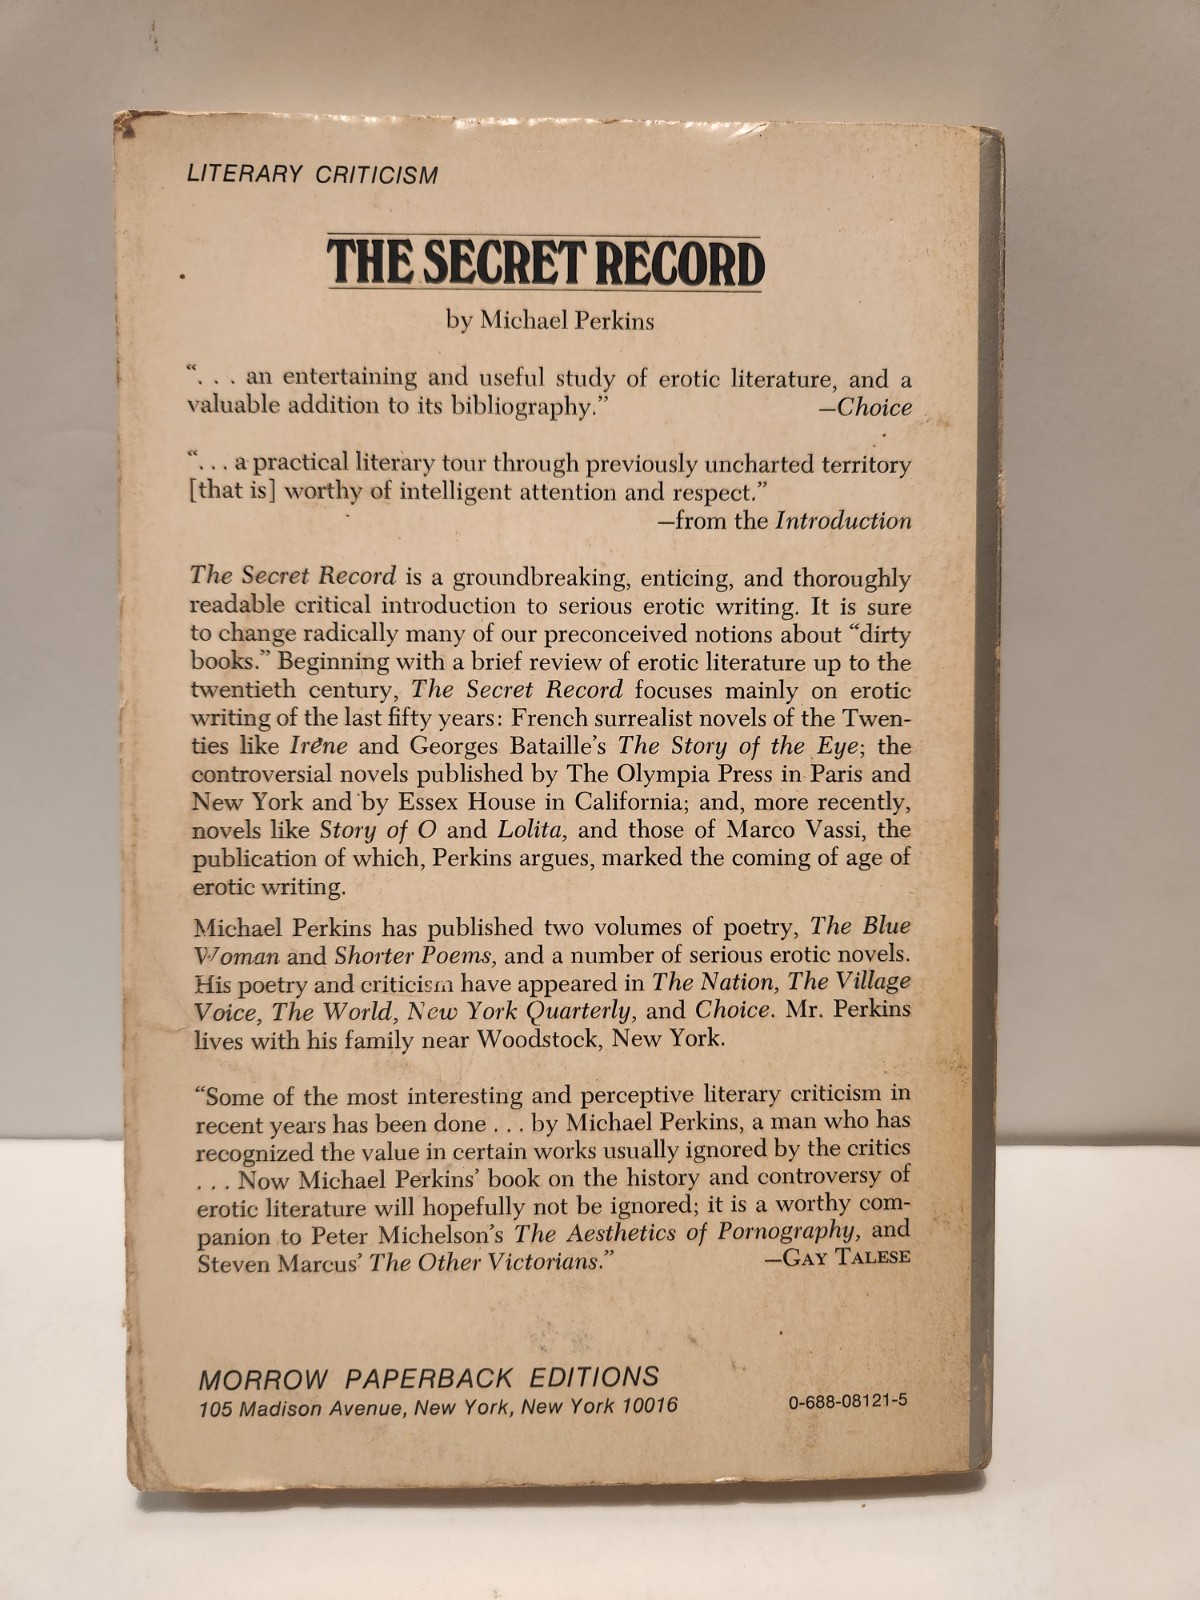 LITERARY CRITICISM
THE SECRET RECORD
by Michael Perkins
“. . . an entertaining and useful study of erotic literature, and a
valuable addition to its bibliography.” —Choice
“. . . a practical literary tour through previously uncharted territory
[that is] worthy of intelligent attention and respect.”
—from the Introduction
The Secret Record is a groundbreaking, enticing, and thoroughly
readable critical introduction to serious erotic writing. It is sure
to change radically many of our preconceived notions about “dirty
books.” Beginning with a brief review of erotic literature up to the
twentieth century, The Secret Record focuses mainly on erotic
writing of the last fifty years: French surrealist novels of the Twen-
ties like Irène and Georges Bataille’s The Story of the Eye; the
controversial novels published by The Olympia Press in Paris and
New York and by Essex House in California; and, more recently,
novels like Story of O and Lolita, and those of Marco Vassi, the
publication of which, Perkins argues, marked the coming of age of
erotic writing.
Michael Perkins has published two volumes of poetry, The Blue
Woman and Shorter Poems, and a number of serious erotic novels.
His poetry and criticism have appeared in The Nation, The Village
Voice, The World, New York Quarterly, and Choice. Mr. Perkins
lives with his family near Woodstock, New York.
“Some of the most interesting and perceptive literary criticism in
recent years has been done . . . by Michael Perkins, a man who has
recognized the value in certain works usually ignored by the critics
. . . Now Michael Perkins’ book on the history and controversy of
erotic literature will hopefully not be ignored; it is a worthy com-
panion to Peter Michelson’s The Aesthetics of Pornography, and
Steven Marcus’ The Other Victorians.” —GAY TALESE
MORROW PAPERBACK EDITIONS
105 Madison Avenue, New York, New York 10016
0-688-08121-5